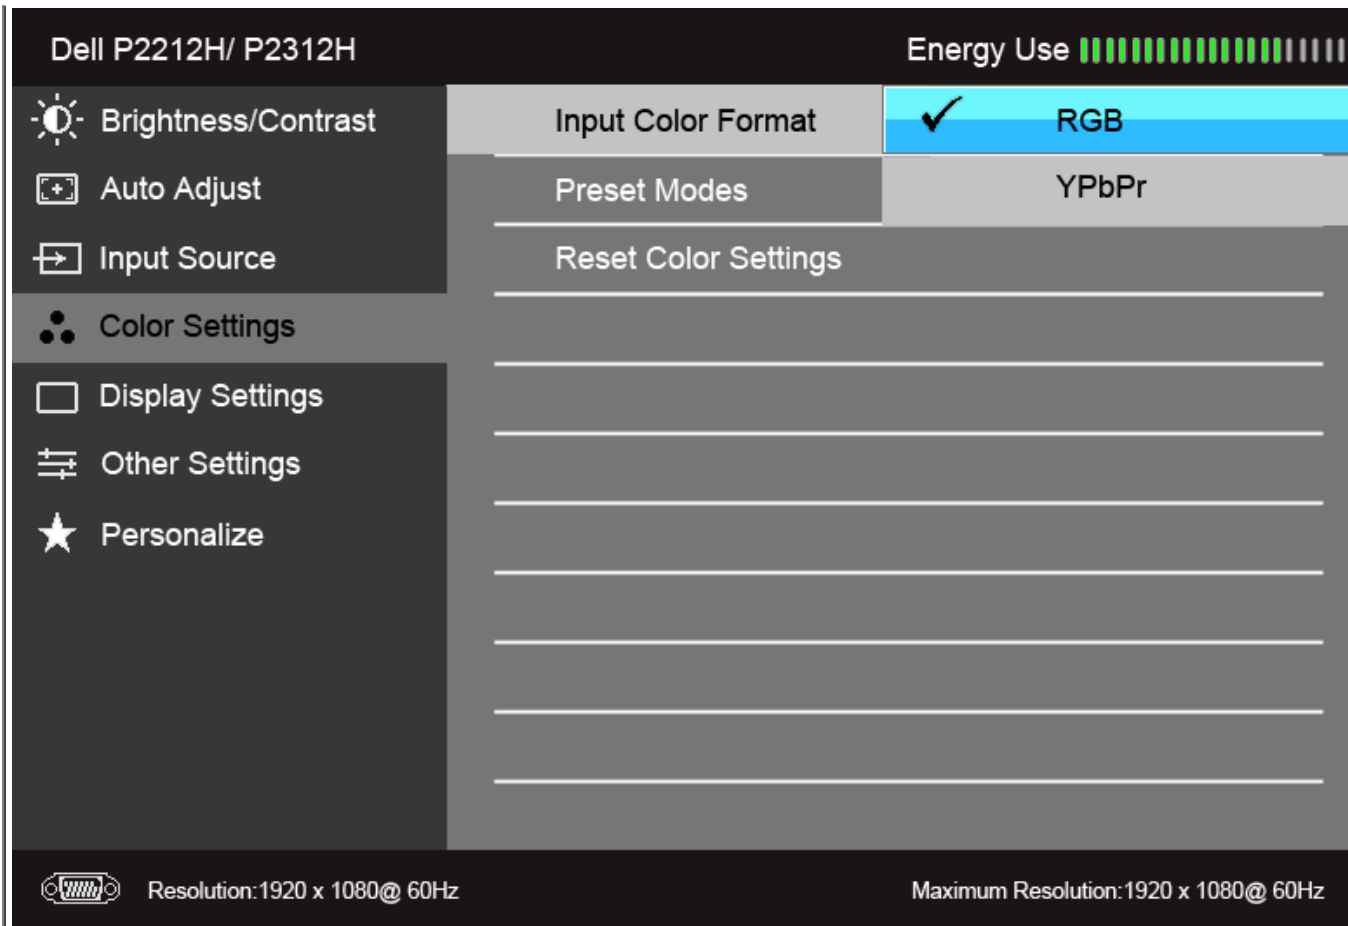 Dell P2212H/ P2312H
Energy Use
Brightness/Contrast
Auto Adjust
Input Source
Color Settings
Display Settings
Other Settings
Personalize
Input Color Format
RGB
Preset Modes
YPbPr
Reset Color Settings
Resolution:1920 x 1080@ 60Hz
Maximum Resolution:1920 x 1080@ 60Hz